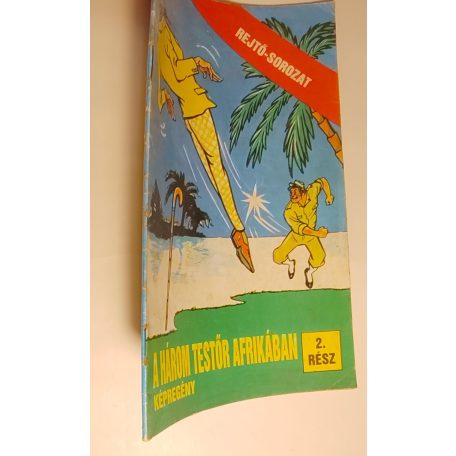 REJTŐ-SOROZAT
A HÁROM TESTŐR AFRIKÁBAN
KÉPREGÉNY
2.
RÉSZ